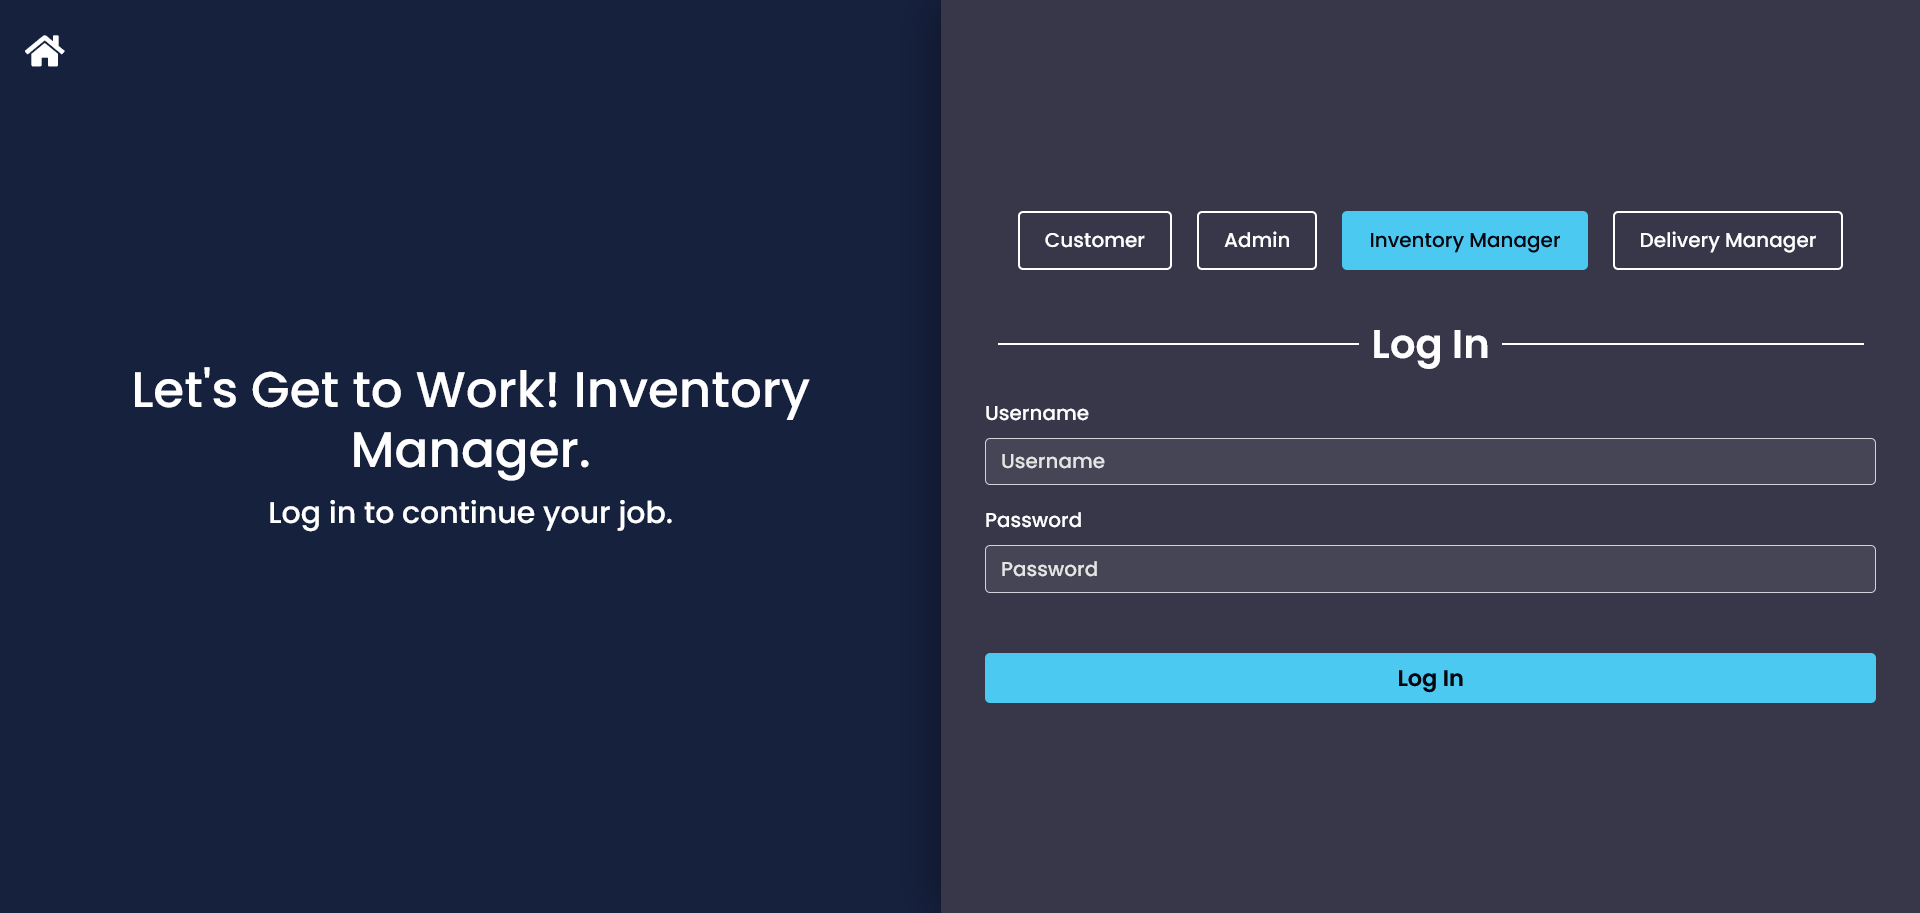 Let's Get to Work! Inventory
Manager.
Log in to continue your job.
Customer
Admin
Inventory Manager
Delivery Manager
Log In
Username
Username
Password
Password
Log In